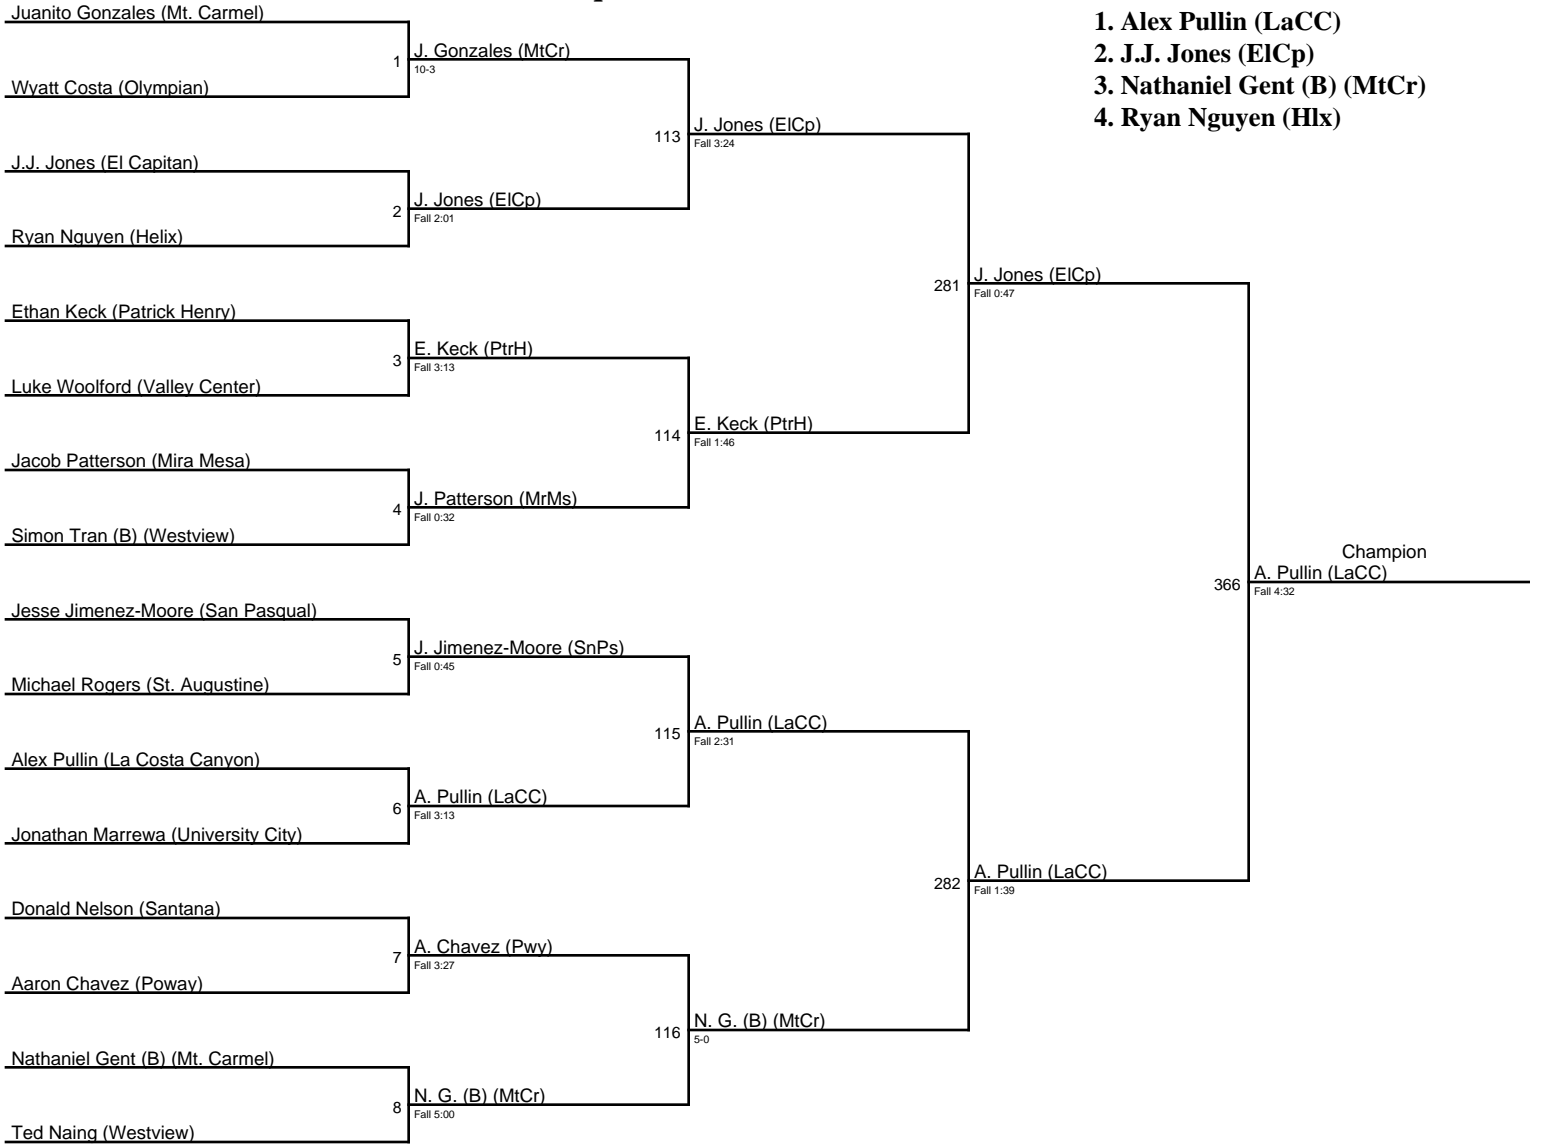 Juanito Gonzales (Mt. Carmel)
Wyatt Costa (Olympian)
J.J. Jones (El Capitan)
Ryan Nguyen (Helix)
Ethan Keck (Patrick Henry)
Luke Woolford (Valley Center)
Jacob Patterson (Mira Mesa)
Simon Tran (B) (Westview)
Jesse Jimenez-Moore (San Pasqual)
Michael Rogers (St. Augustine)
Alex Pullin (La Costa Canyon)
Jonathan Marrewa (University City)
Donald Nelson (Santana)
Aaron Chavez (Poway)
Nathaniel Gent (B) (Mt. Carmel)
Ted Naing (Westview)
1 J. Gonzales (MtCr)
10-3
2 J. Jones (ElCp)
Fall 2:01
3 E. Keck (PtrH)
Fall 3:13
4 J. Patterson (MrMs)
Fall 0:32
5 J. Jimenez-Moore (SnPs)
Fall 0:45
6 A. Pullin (LaCC)
Fall 3:13
7 A. Chavez (Pwy)
Fall 3:27
8 N. G. (B) (MtCr)
Fall 5:00
113 J. Jones (ElCp)
Fall 3:24
114 E. Keck (PtrH)
Fall 1:46
115 A. Pullin (LaCC)
Fall 2:31
116 N. G. (B) (MtCr)
5-0
281 J. Jones (ElCp)
Fall 0:47
282 A. Pullin (LaCC)
Fall 1:39
Champion
366 A. Pullin (LaCC)
Fall 4:32
1. Alex Pullin (LaCC)
2. J.J. Jones (ElCp)
3. Nathaniel Gent (B) (MtCr)
4. Ryan Nguyen (Hlx)